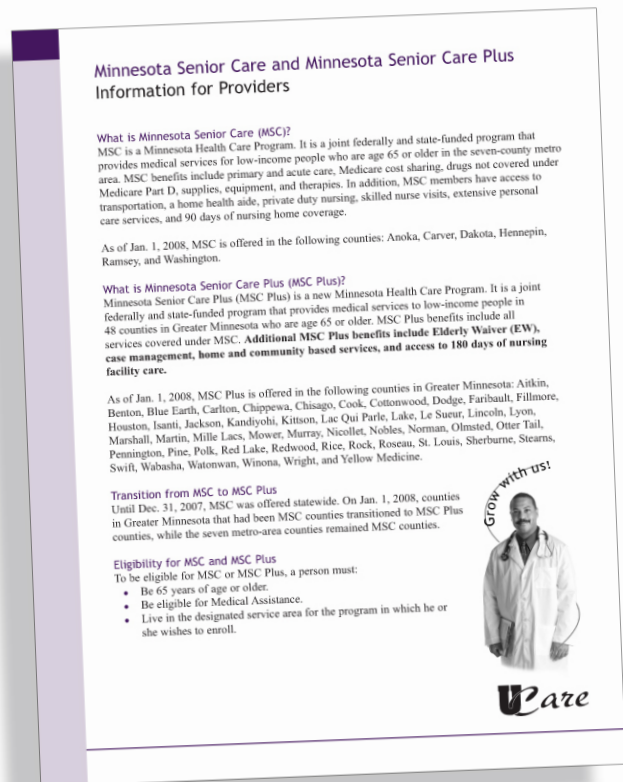 Minnesota Senior Care and Minnesota Senior Care Plus
Information for Providers
What is Minnesota Senior Care (MSC)?
MSC is a Minnesota Health Care Program. It is a joint federally and state-funded program that
provides medical services for low-income people who are age 65 or older in the seven-county metro
area. MSC benefits include primary and acute care, Medicare cost sharing, drugs not covered under
Medicare Part D, supplies, equipment, and therapies. In addition, MSC members have access to
transportation, a home health aide, private duty nursing, skilled nurse visits, extensive personal
care services, and 90 days of nursing home coverage.
As of Jan. 1, 2008, MSC is offered in the following counties: Anoka, Carver, Dakota, Hennepin,
Ramsey, and Washington.
What is Minnesota Senior Care Plus (MSC Plus)?
Minnesota Senior Care Plus (MSC Plus) is a new Minnesota Health Care Program. It is a joint
federally and state-funded program that provides medical services to low-income people in
48 counties in Greater Minnesota who are age 65 or older. MSC Plus benefits include all
services covered under MSC. Additional MSC Plus benefits include Elderly Waiver (EW),
case management, home and community based services, and access to 180 days of nursing
facility care.
As of Jan. 1, 2008, MSC Plus is offered in the following counties in Greater Minnesota: Aitkin,
Benton, Blue Earth, Carlton, Chippewa, Chisago, Cook, Cottonwood, Dodge, Faribault, Fillmore,
Houston, Isanti, Jackson, Kandiyohi, Kittson, Lac Qui Parle, Lake, Le Sueur, Lincoln, Lyon,
Marshall, Martin, Mille Lacs, Mower, Murray, Nicollet, Nobles, Norman, Olmsted, Otter Tail,
Pennington, Pine, Polk, Red Lake, Redwood, Rice, Rock, Roseau, St. Louis, Sherburne, Stearns,
Swift, Wabasha, Watonwan, Winona, Wright, and Yellow Medicine.
Transition from MSC to MSC Plus
Until Dec. 31, 2007, MSC was offered statewide. On Jan. 1, 2008, counties
in Greater Minnesota that had been MSC counties transitioned to MSC Plus
counties, while the seven metro-area counties remained MSC counties.
Eligibility for MSC and MSC Plus
To be eligible for MSC or MSC Plus, a person must:
• Be 65 years of age or older.
• Be eligible for Medical Assistance.
• Live in the designated service area for the program in which he or
she wishes to enroll.
Grow with us!
UCare